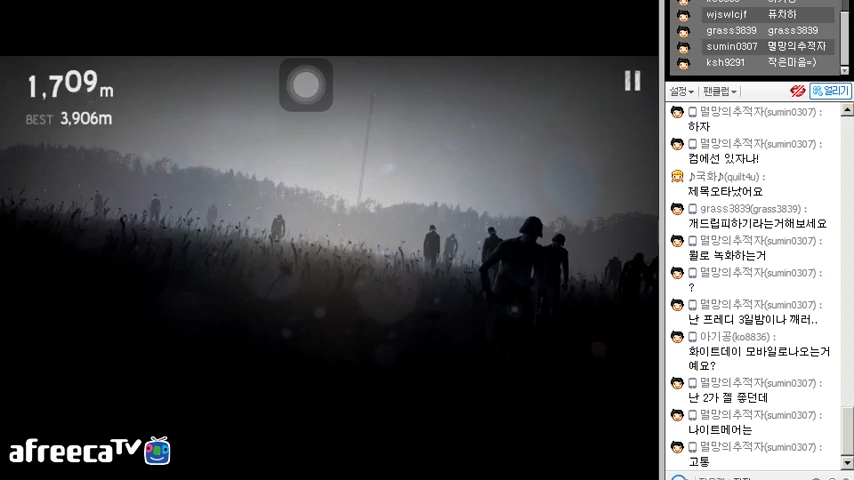 1,709m
BEST 3,906m
afreecaTV
wjswlcjf 퓨차하
grass3839 grass3839
sumin0307 멸망의추적자
ksh9291 작은마음=)
설정 팬클럽 얼리기
멸망의추적자(sumin0307) :
하자
멸망의추적자(sumin0307) :
컴에선 있자나!
♪국화♪(quilt4u) :
제목오타났어요
grass3839(grass3839) :
개드립피하기라는거해보세요
멸망의추적자(sumin0307) :
뭘로 녹화하는거
멸망의추적자(sumin0307) :
?
멸망의추적자(sumin0307) :
난 프레디 3일밤이나 깨러..
아기공(ko8836) :
화이트데이 모바일로나오는거
예요?
멸망의추적자(sumin0307) :
난 2가 젤 좋던데
멸망의추적자(sumin0307) :
나이트메어는
멸망의추적자(sumin0307) :
고통